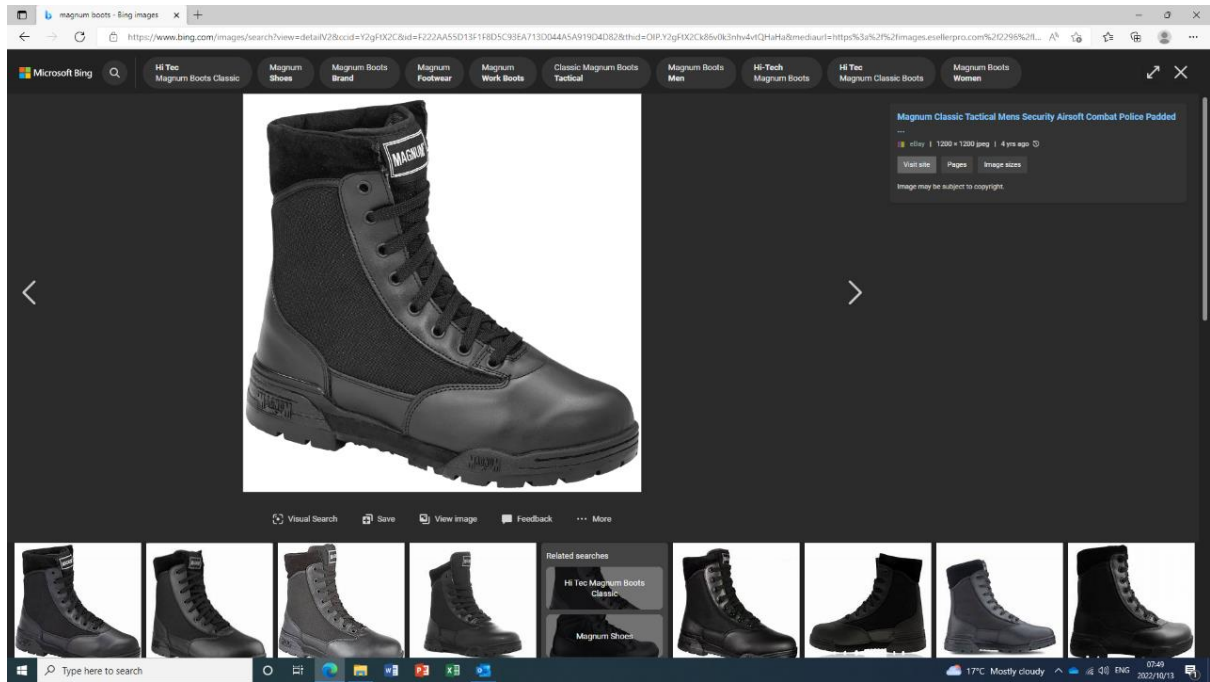 magnum boots - Bing images
https://www.bing.com/images/search?view=detailV2&ccid=Y2gFtX2C&id=F222AA55D13F1F8D5C93EA713D044A5A919D4D82&thid=OIP.Y2gFtX2Ck86v0k3nhv4vtQHaHa&mediaurl=https%3a%2f%2fimages.esellerpro.com%2f2296%2fI...
Microsoft Bing
Hi Tec
Magnum Boots Classic
Magnum
Shoes
Magnum Boots
Brand
Magnum
Footwear
Magnum
Work Boots
Classic Magnum Boots
Tactical
Magnum Boots
Men
Hi-Tech
Magnum Boots
Hi Tec
Magnum Classic Boots
Magnum Boots
Women
MAGNUM
MAGNUM
Magnum Classic Tactical Mens Security Airsoft Combat Police Padded
...
eBay | 1200 × 1200 jpeg | 4 yrs ago
Visit site
Pages
Image sizes
Image may be subject to copyright.
Visual Search
Save
View image
Feedback
... More
Related searches
Hi Tec Magnum Boots
Classic
Magnum Shoes
Type here to search
17°C Mostly cloudy
ENG
07:49
2022/10/13